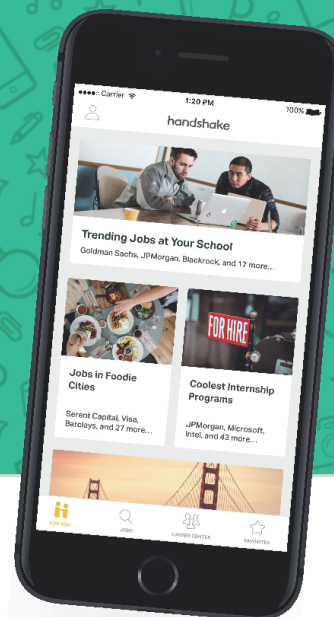 Carrier
1:20 PM
100%
handshake
Trending Jobs at Your School
Goldman Sachs, JPMorgan, Blackrock, and 17 more...
FOR HIRE
Jobs in Foodie
Cities
Coolest Internship
Programs
Serent Capital, Visa,
Barclays, and 27 more...
JPMorgan, Microsoft,
Intel, and 43 more...
FOR YOU
JOBS
CAREER CENTER
FAVORITES